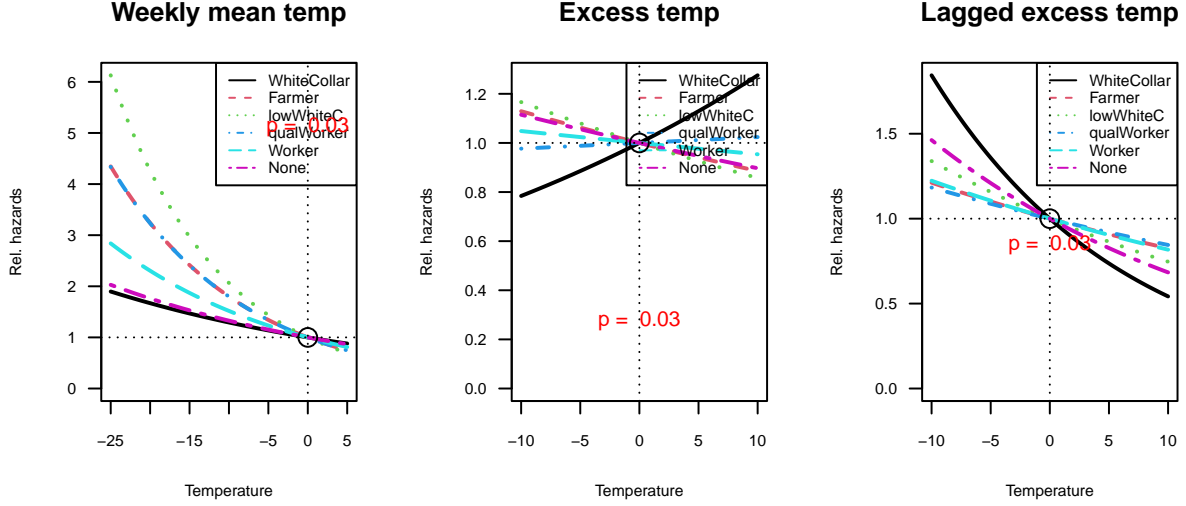 Weekly mean temp
Rel. hazards
6
5
4
3
2
1
0
WhiteCollar
Farmer
lowWhiteC
qualWorker
Worker
None
p = 0.03
−25
−15
−5
0
5
Temperature
Excess temp
Rel. hazards
1.2
1.0
0.8
0.6
0.4
0.2
0.0
WhiteCollar
Farmer
lowWhiteC
qualWorker
Worker
None
p = 0.03
−10
−5
0
5
10
Temperature
Lagged excess temp
Rel. hazards
1.5
1.0
0.5
0.0
WhiteCollar
Farmer
lowWhiteC
qualWorker
Worker
None
p = 0.03
−10
−5
0
5
10
Temperature